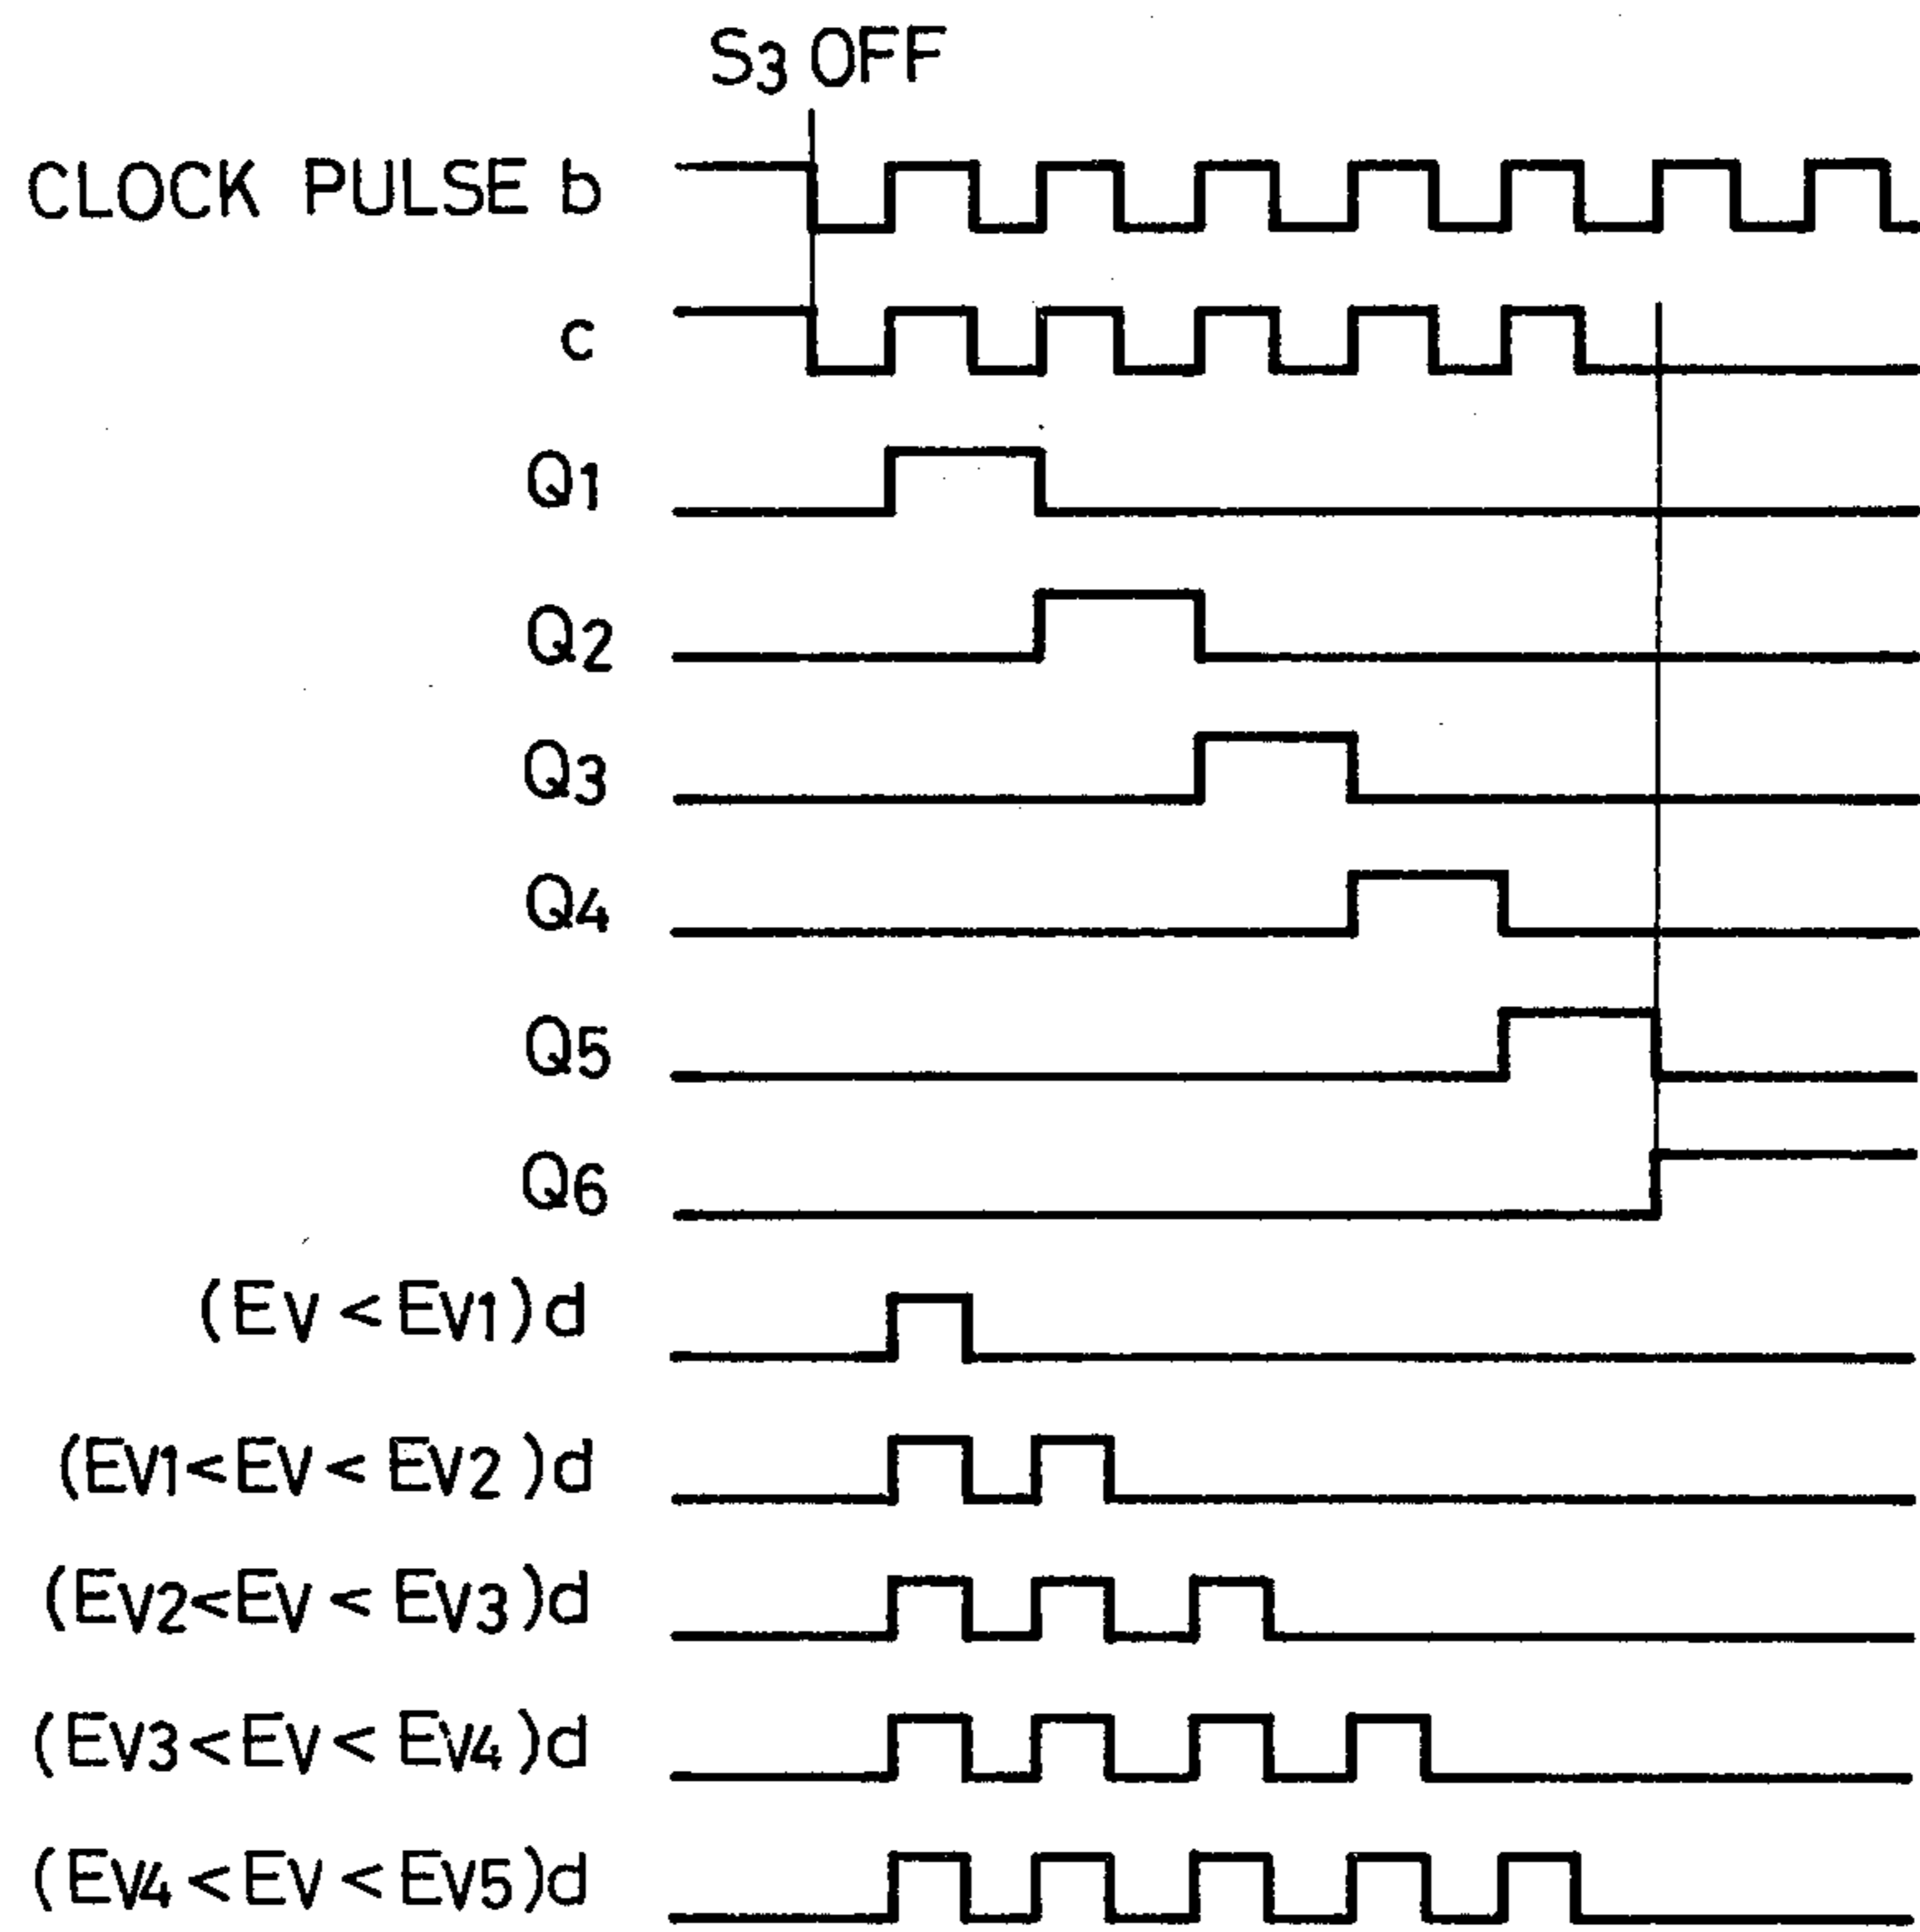 S3 OFF
CLOCK PULSE b
c
Q1
Q2
Q3
Q4
Q5
Q6
(EV < EV1)d
(EV1 < EV < EV2)d
(EV2 < EV < EV3)d
(EV3 < EV < EV4)d
(EV4 < EV < EV5)d